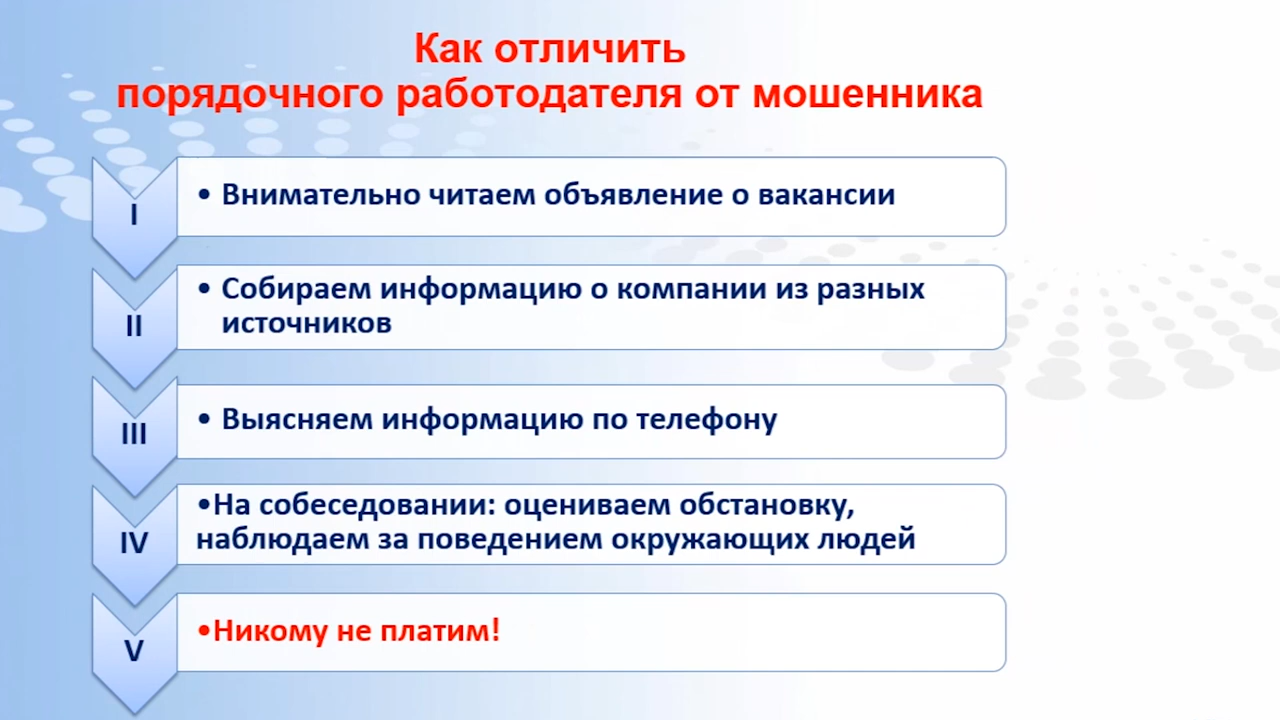 Как отличить
порядочного работодателя от мошенника
I
• Внимательно читаем объявление о вакансии
II
• Собираем информацию о компании из разных
источников
III
• Выясняем информацию по телефону
IV
•На собеседовании: оцениваем обстановку,
наблюдаем за поведением окружающих людей
V
•Никому не платим!